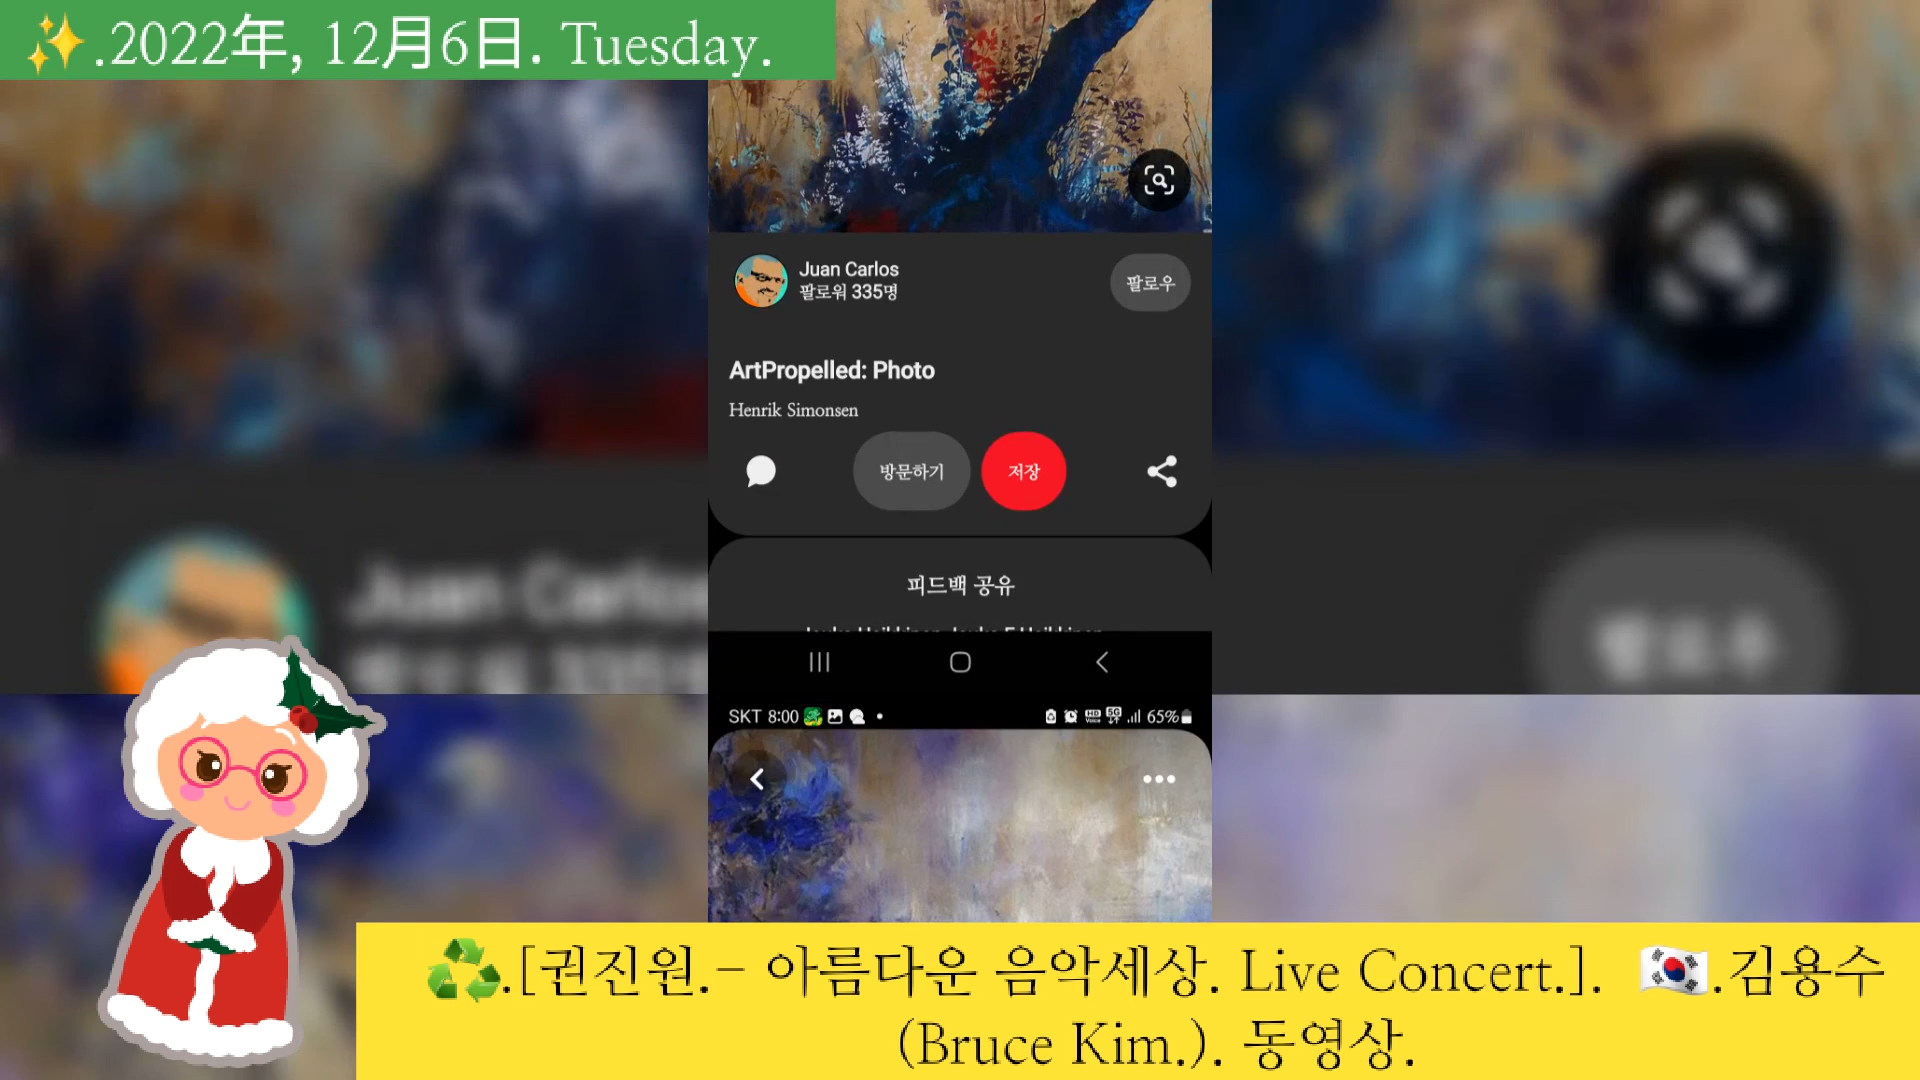 ✨.2022年, 12月6日. Tuesday.
Juan Carlos
팔로워 335명
팔로우
ArtPropelled: Photo
Henrik Simonsen
방문하기
저장
피드백 공유
SKT 8:00
65%
♻️.[권진원.- 아름다운 음악세상. Live Concert.]. 🇰🇷.김용수
(Bruce Kim.). 동영상.